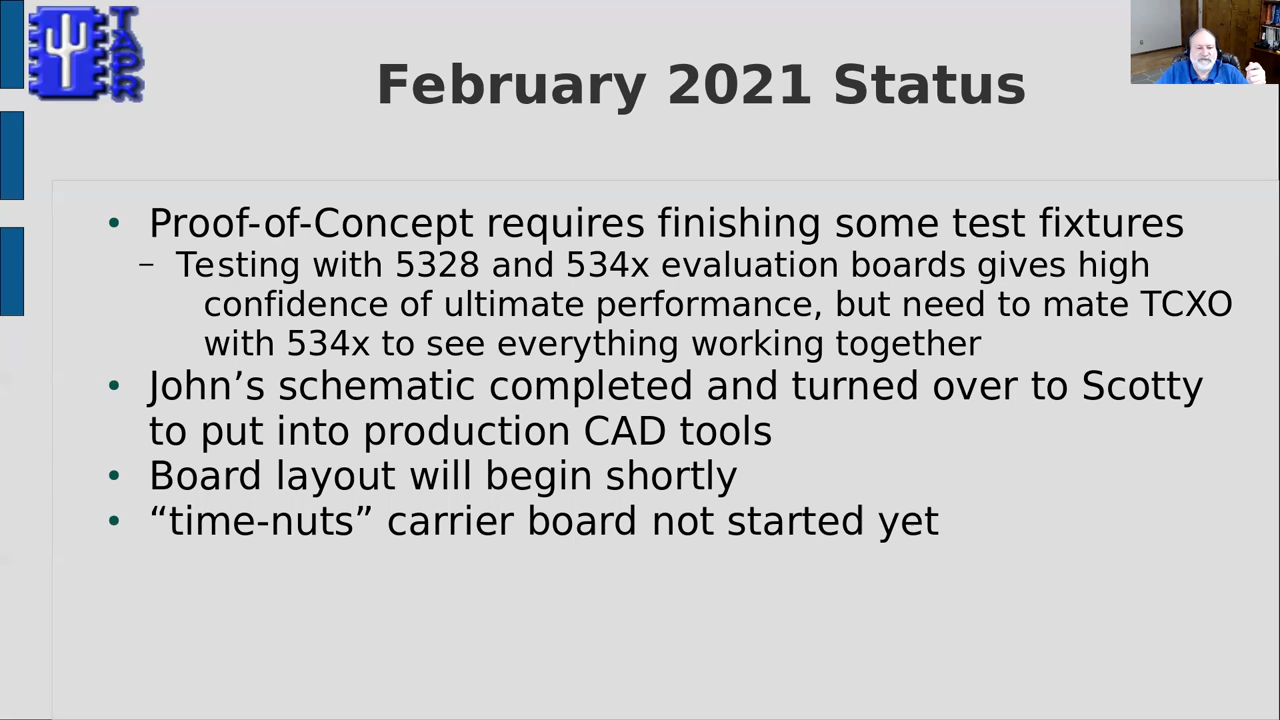 TAPR
February 2021 Status
• Proof-of-Concept requires finishing some test fixtures
– Testing with 5328 and 534x evaluation boards gives high
confidence of ultimate performance, but need to mate TCXO
with 534x to see everything working together
• John’s schematic completed and turned over to Scotty
to put into production CAD tools
• Board layout will begin shortly
• “time-nuts” carrier board not started yet